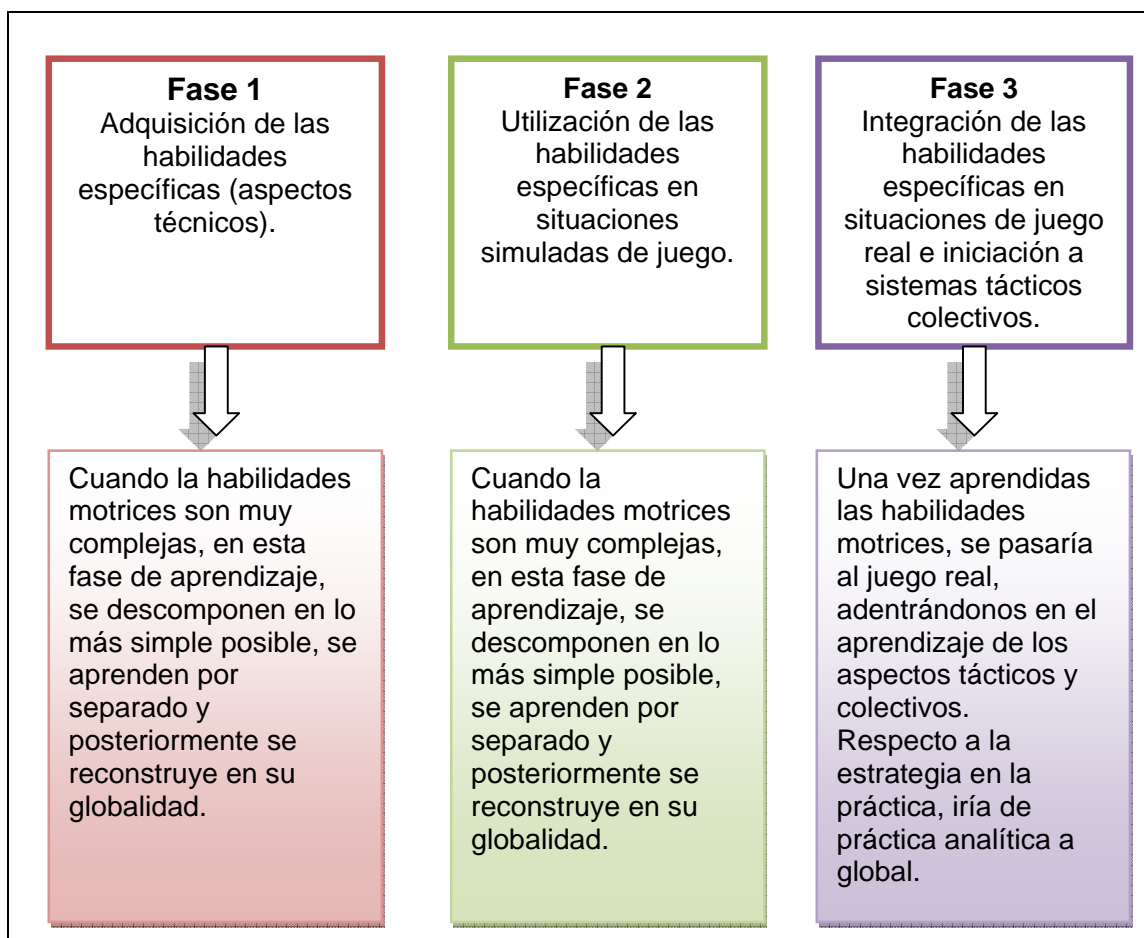 Fase 1
Adquisición de las
habilidades
específicas (aspectos
técnicos).
Cuando la habilidades
motrices son muy
complejas, en esta
fase de aprendizaje,
se descomponen en lo
más simple posible, se
aprenden por
separado y
posteriormente se
reconstruye en su
globalidad.
Fase 2
Utilización de las
habilidades
específicas en
situaciones
simuladas de juego.
Cuando la
habilidades motrices
son muy complejas,
en esta fase de
aprendizaje, se
descomponen en lo
más simple posible,
se aprenden por
separado y
posteriormente se
reconstruye en su
globalidad.
Fase 3
Integración de las
habilidades
específicas en
situaciones de juego
real e iniciación a
sistemas tácticos
colectivos.
Una vez aprendidas
las habilidades
motrices, se pasaría
al juego real,
adentrándonos en el
aprendizaje de los
aspectos tácticos y
colectivos.
Respecto a la
estrategia en la
práctica, iría de
práctica analítica a
global.